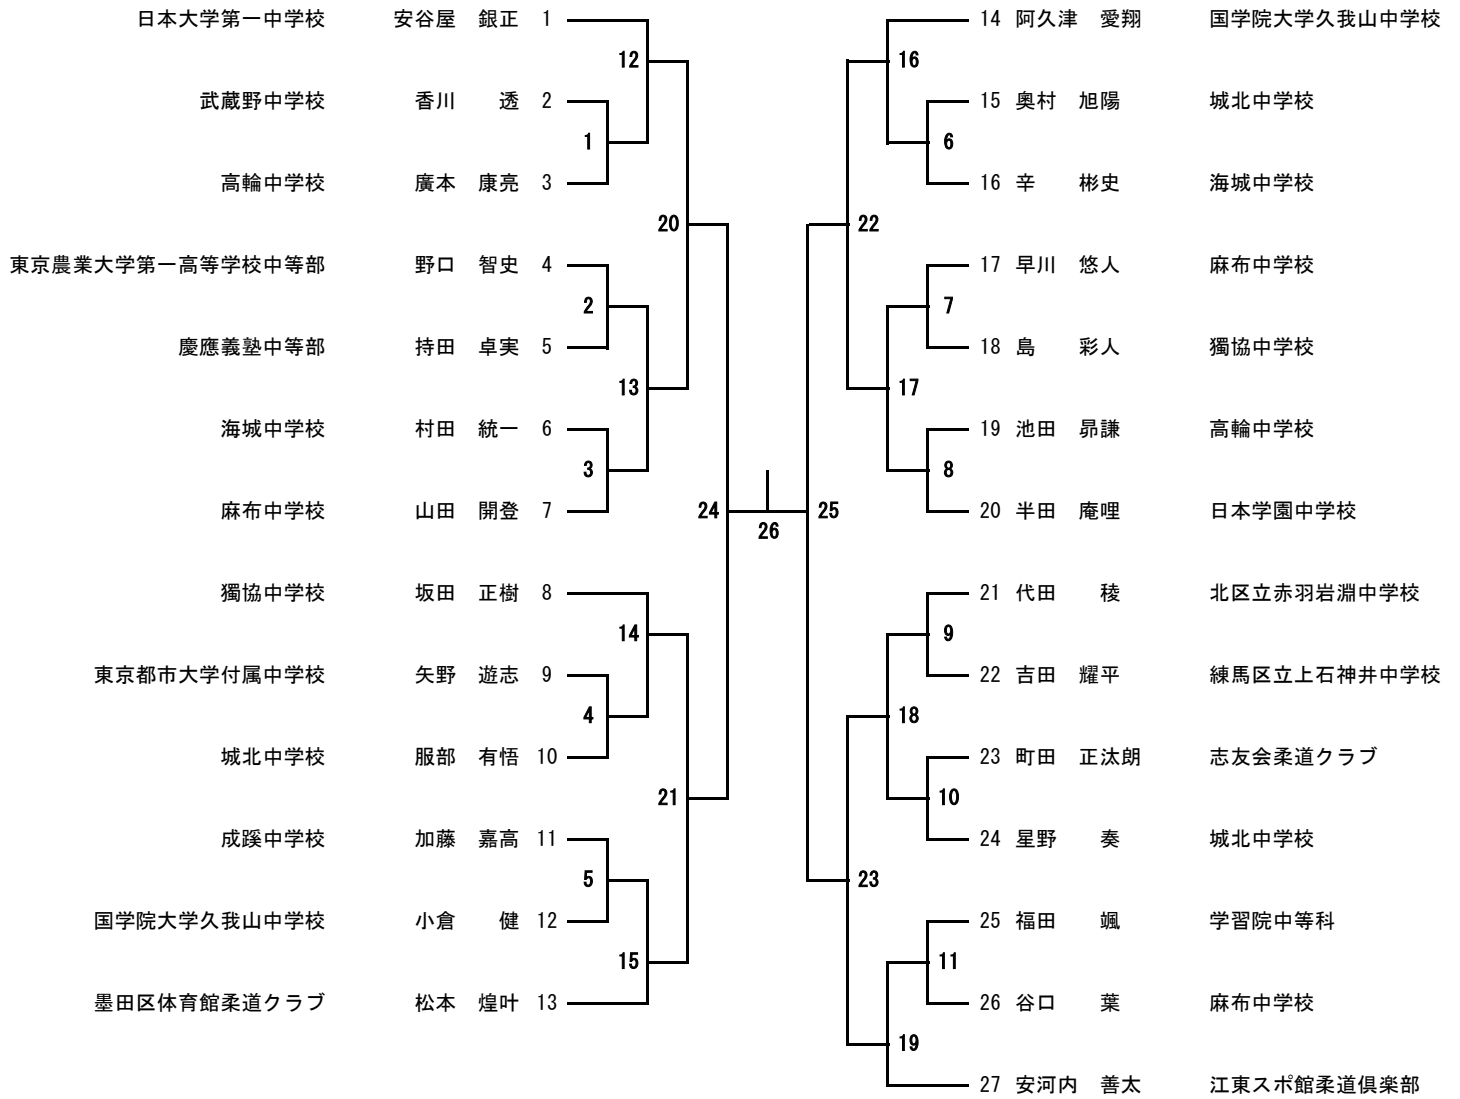 日本大学第一中学校 安谷屋 銀正 1
12
武蔵野中学校 香川 透 2
1
高輪中学校 廣本 康亮 3
20
東京農業大学第一高等学校中等部 野口 智史 4
2
慶應義塾中等部 持田 卓実 5
13
海城中学校 村田 統一 6
3
麻布中学校 山田 開登 7
24
獨協中学校 坂田 正樹 8
14
東京都市大学付属中学校 矢野 遊志 9
4
城北中学校 服部 有悟 10
21
成蹊中学校 加藤 嘉高 11
5
国学院大学久我山中学校 小倉 健 12
15
墨田区体育館柔道クラブ 松本 煌叶 13
26
14 阿久津 愛翔 国学院大学久我山中学校
16
15 奥村 旭陽 城北中学校
6
16 辛 彬史 海城中学校
22
17 早川 悠人 麻布中学校
7
18 島 彩人 獨協中学校
17
19 池田 昴謙 高輪中学校
8
20 半田 庵哩 日本学園中学校
25
21 代田 稜 北区立赤羽岩淵中学校
9
22 吉田 耀平 練馬区立上石神井中学校
18
23 町田 正汰朗 志友会柔道クラブ
10
24 星野 奏 城北中学校
23
25 福田 颯 学習院中等科
11
26 谷口 葉 麻布中学校
19
27 安河内 善太 江東スポ館柔道倶楽部